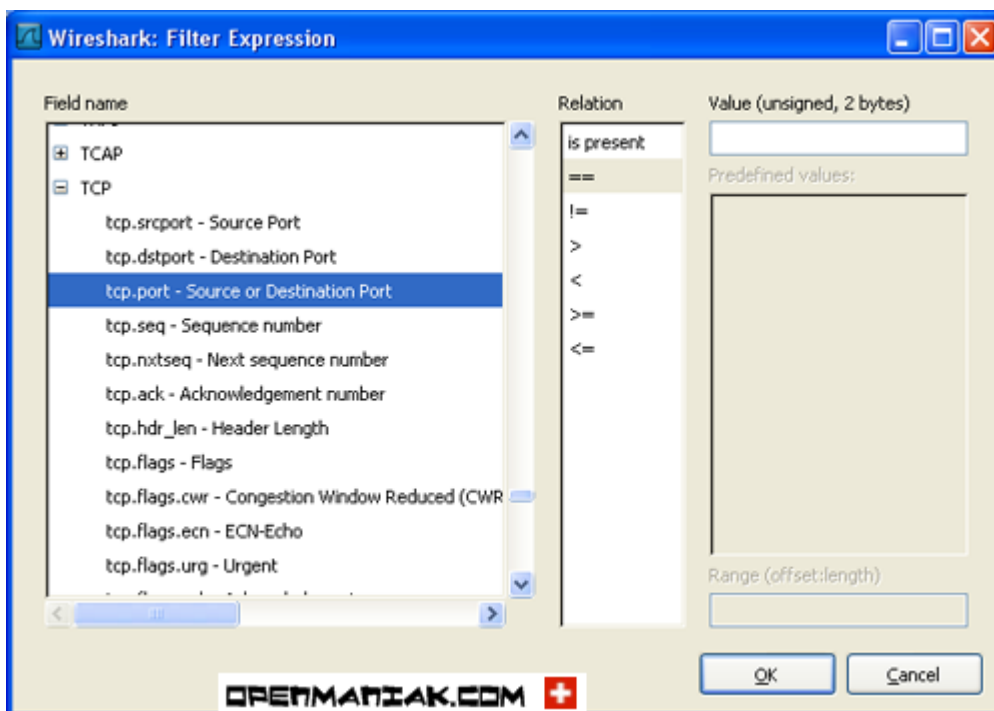 Wireshark: Filter Expression
Field name
TCAP
TCP
tcp.srcport - Source Port
tcp.dstport - Destination Port
tcp.port - Source or Destination Port
tcp.seq - Sequence number
tcp.nxtseq - Next sequence number
tcp.ack - Acknowledgement number
tcp.hdr_len - Header Length
tcp.flags - Flags
tcp.flags.cwr - Congestion Window Reduced (CWR
tcp.flags.ecn - ECN-Echo
tcp.flags.urg - Urgent
Relation
is present
==
!=
>
<
>=
<=
Value (unsigned, 2 bytes)
Predefined values:
Range (offset:length)
OK
Cancel
OPENMANIAK.COM